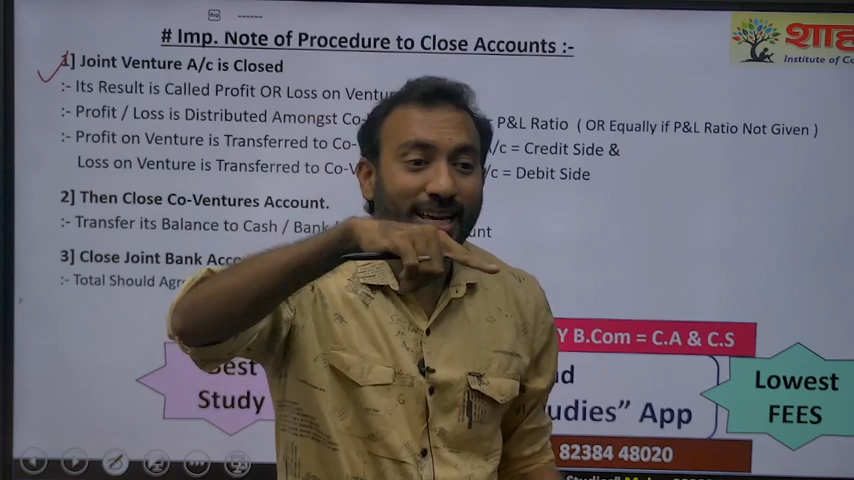 # Imp. Note of Procedure to Close Accounts :-
शाह
Institute of Co
1] Joint Venture A/c is Closed
:- Its Result is Called Profit OR Loss on Ventu
:- Profit / Loss is Distributed Amongst Co- P&L Ratio ( OR Equally if P&L Ratio Not Given )
:- Profit on Venture is Transferred to Co- A/c = Credit Side &
Loss on Venture is Transferred to Co-V /c = Debit Side
2] Then Close Co-Ventures Account.
:- Transfer its Balance to Cash / Bank / unt
3] Close Joint Bank Acco
:- Total Should Agr
Y B.Com = C.A & C.S
Best
Study
nd
udies” App
Lowest
FEES
82384 48020